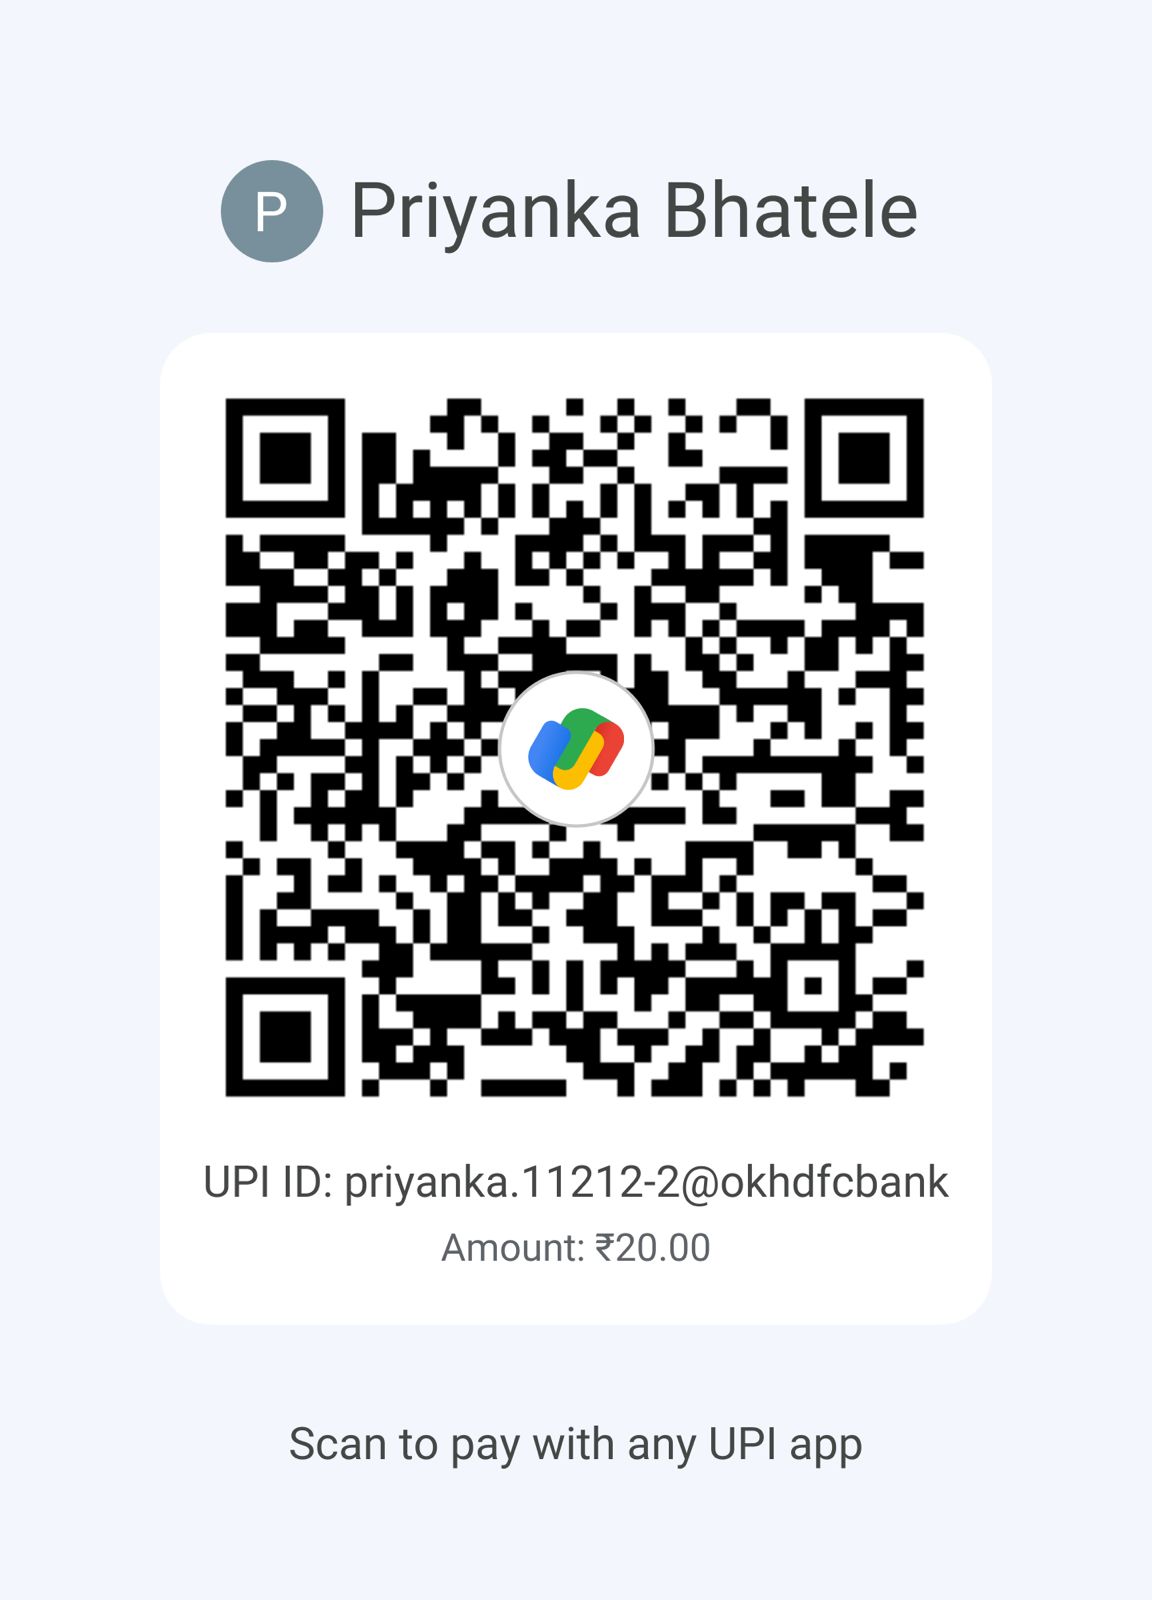 P
Priyanka Bhatele
UPI ID: priyanka.11212-2@okhdfcbank
Amount: ₹20.00
Scan to pay with any UPI app